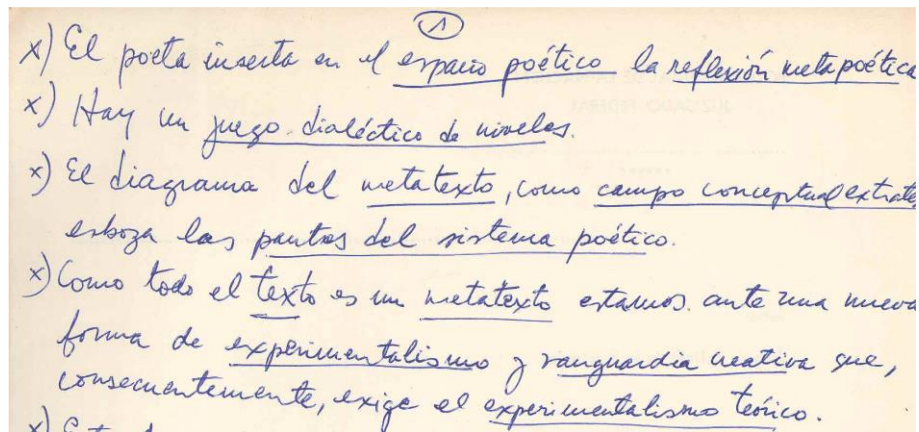 1
x) El poeta inserta en el espacio poético la reflexión metapoética
x) Hay un juego dialéctico de niveles.
x) El diagrama del metatexto, como campo conceptual extrate
esboza las pautas del sistema poético.
x) Como todo el texto es un metatexto estamos ante una nueva
forma de experimentalismo y vanguardia creativa que,
consecuentemente, exige el experimentalismo teórico.
x)